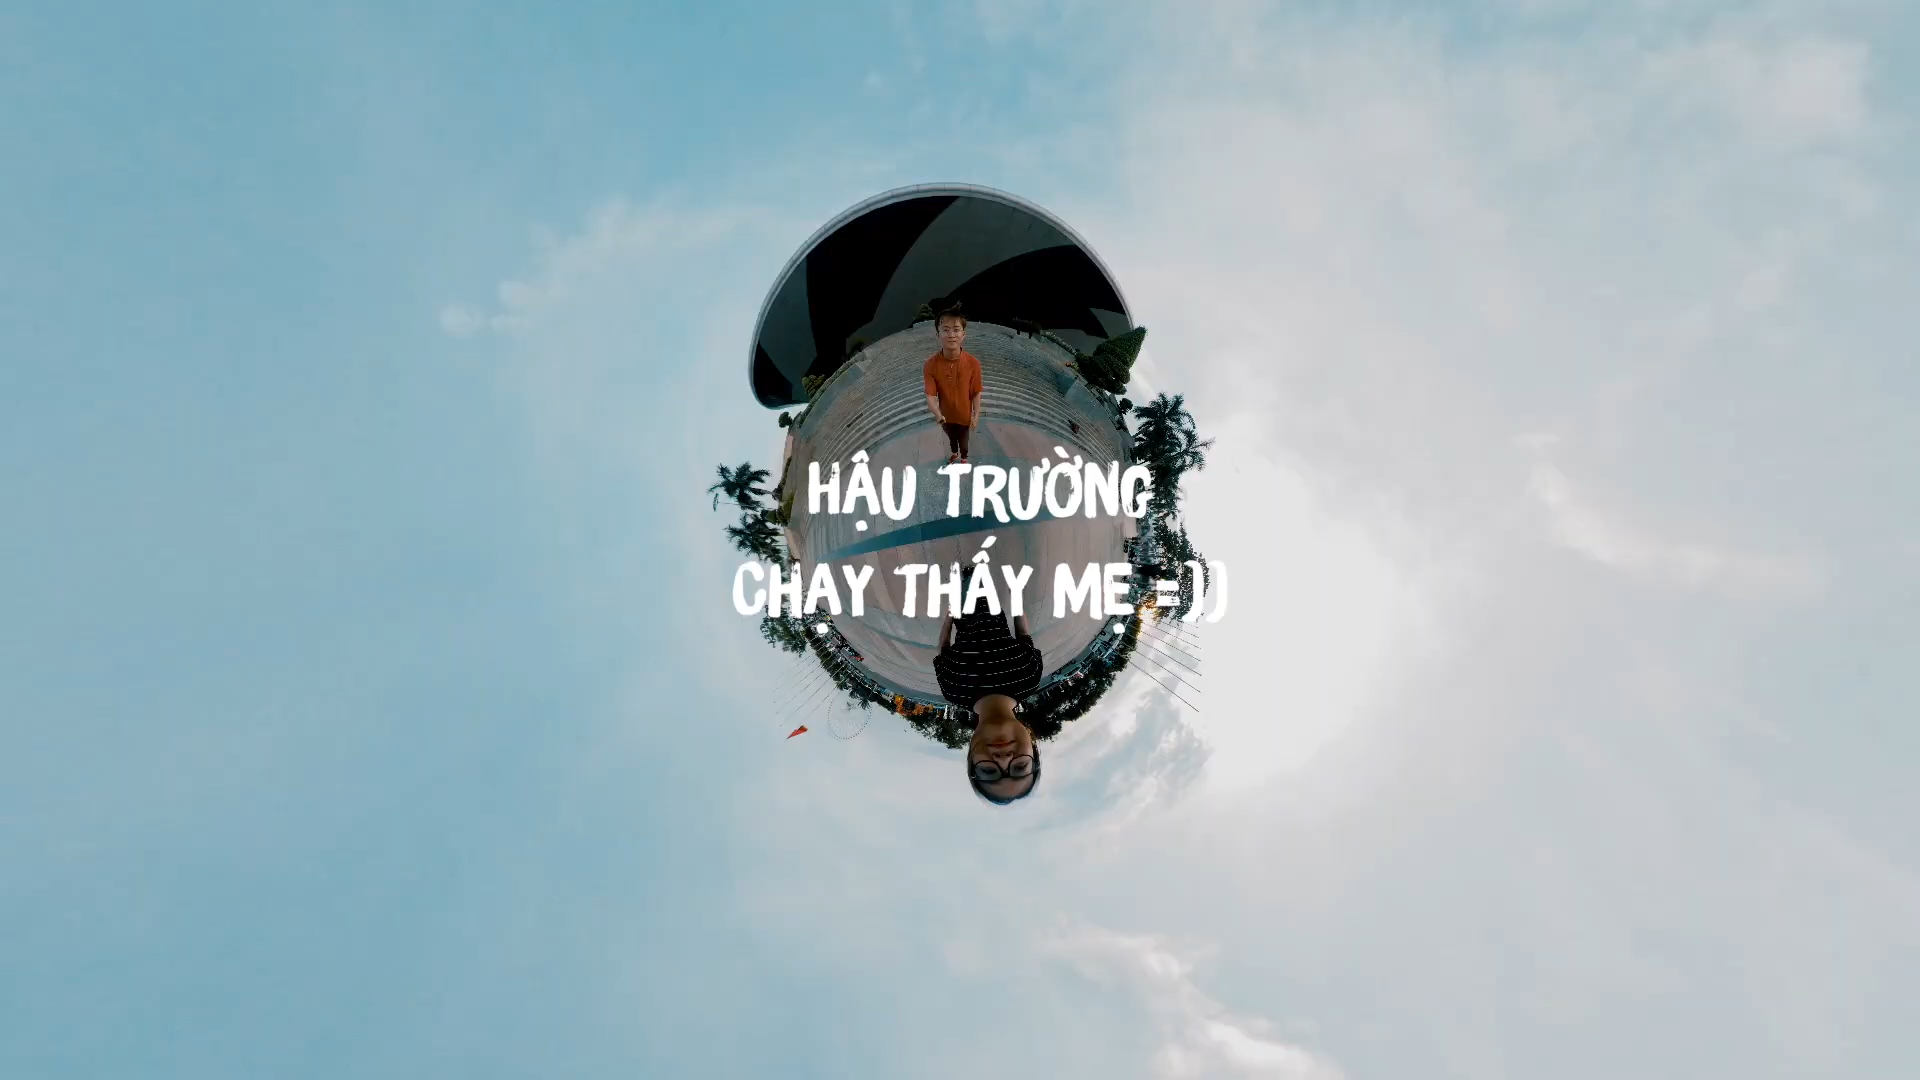 HẬU TRƯỜNG
CHẠY THẤY MẸ =))